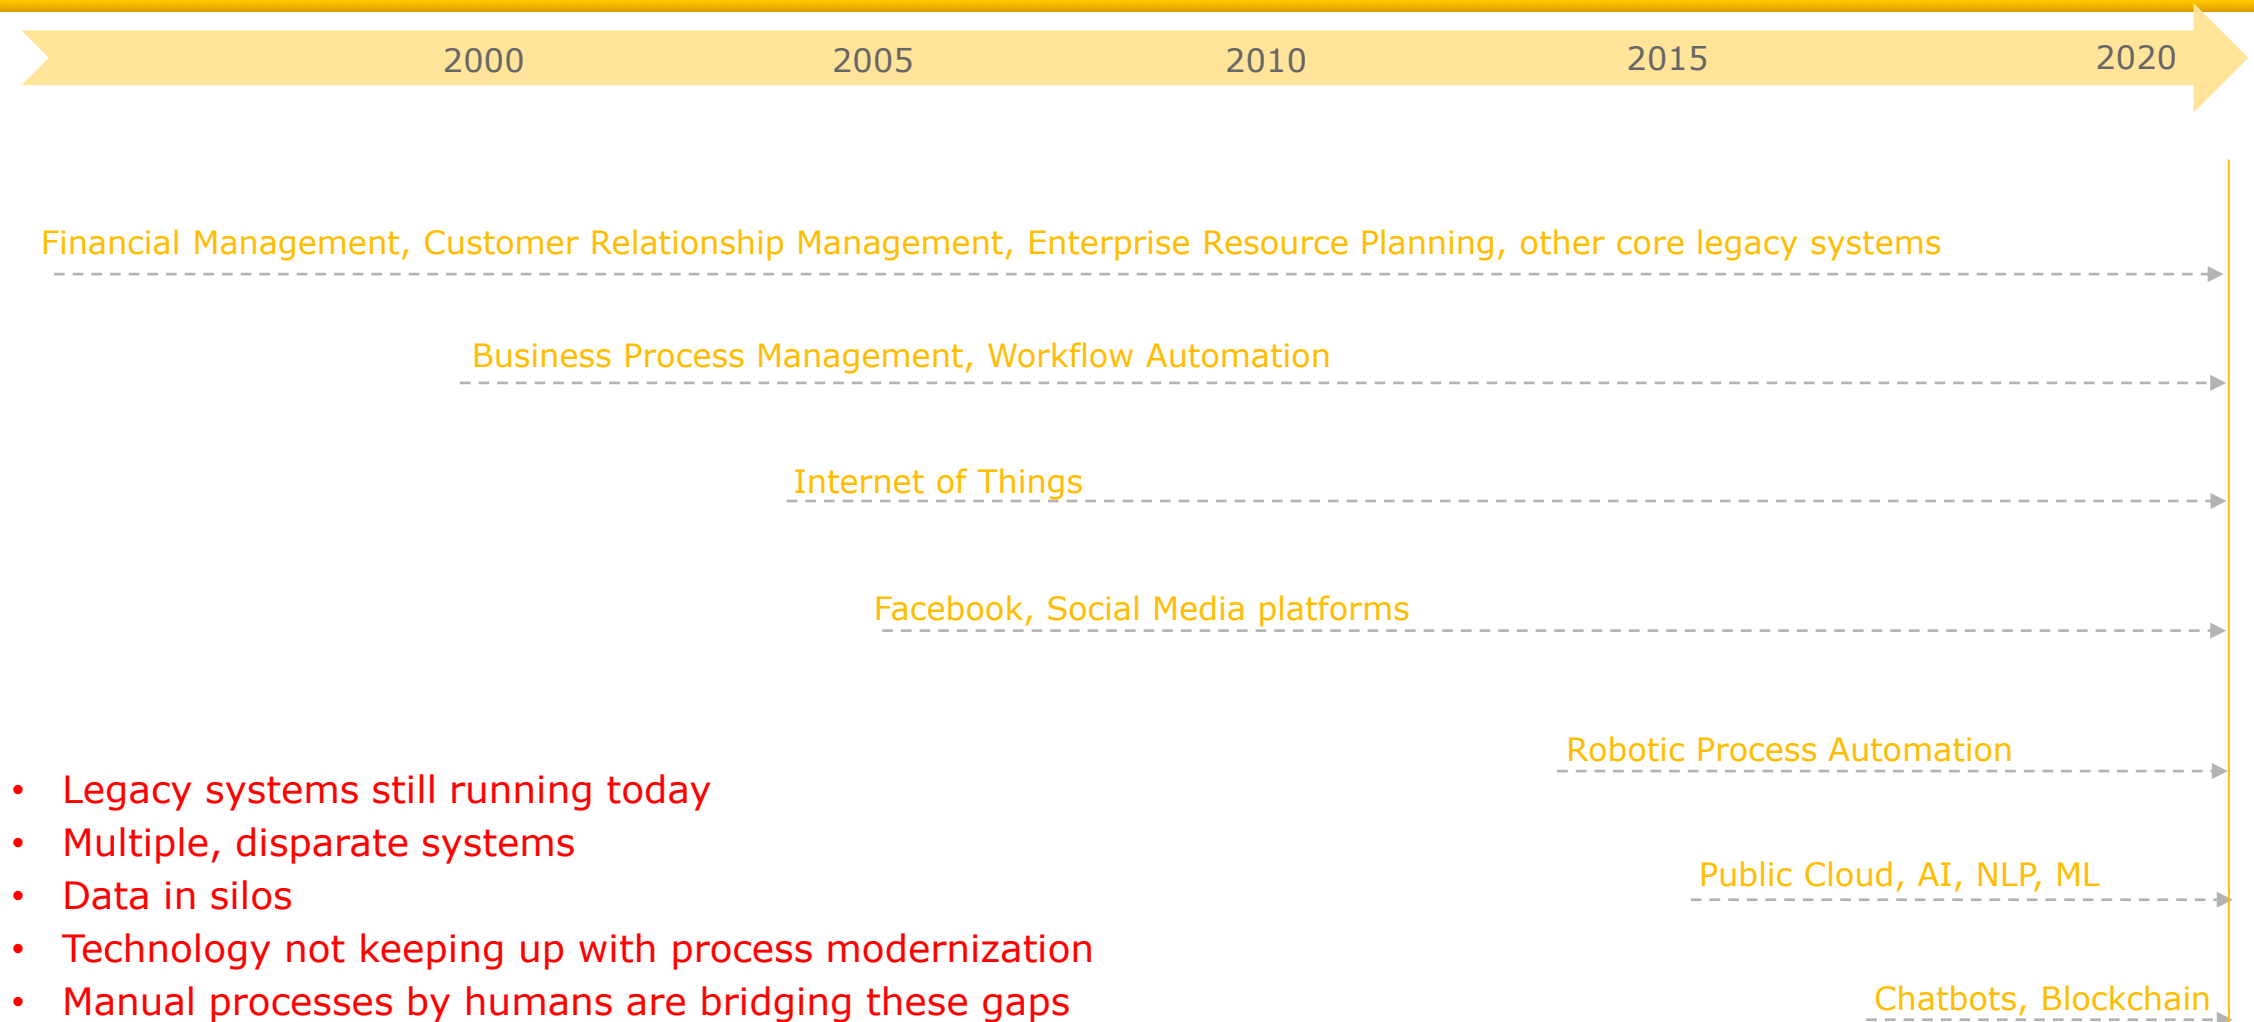 2000
2005
2010
2015
2020
Financial Management, Customer Relationship Management, Enterprise Resource Planning, other core legacy systems
Business Process Management, Workflow Automation
Internet of Things
Facebook, Social Media platforms
Robotic Process Automation
• Legacy systems still running today
• Multiple, disparate systems
Public Cloud, AI, NLP, ML
• Data in silos
• Technology not keeping up with process modernization
• Manual processes by humans are bridging these gaps
Chatbots, Blockchain